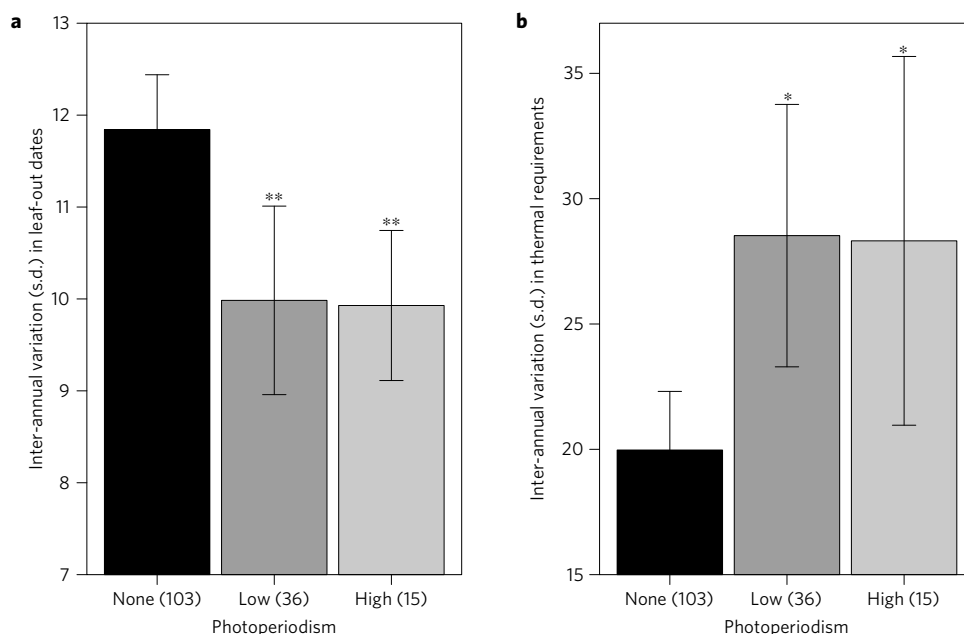 a
Inter-annual variation (s.d.) in leaf-out dates
13
12
11
10
9
8
7
**
**
None (103) Low (36) High (15)
Photoperiodism
b
Inter-annual variation (s.d.) in thermal requirements
35
30
25
20
15
*
*
None (103) Low (36) High (15)
Photoperiodism